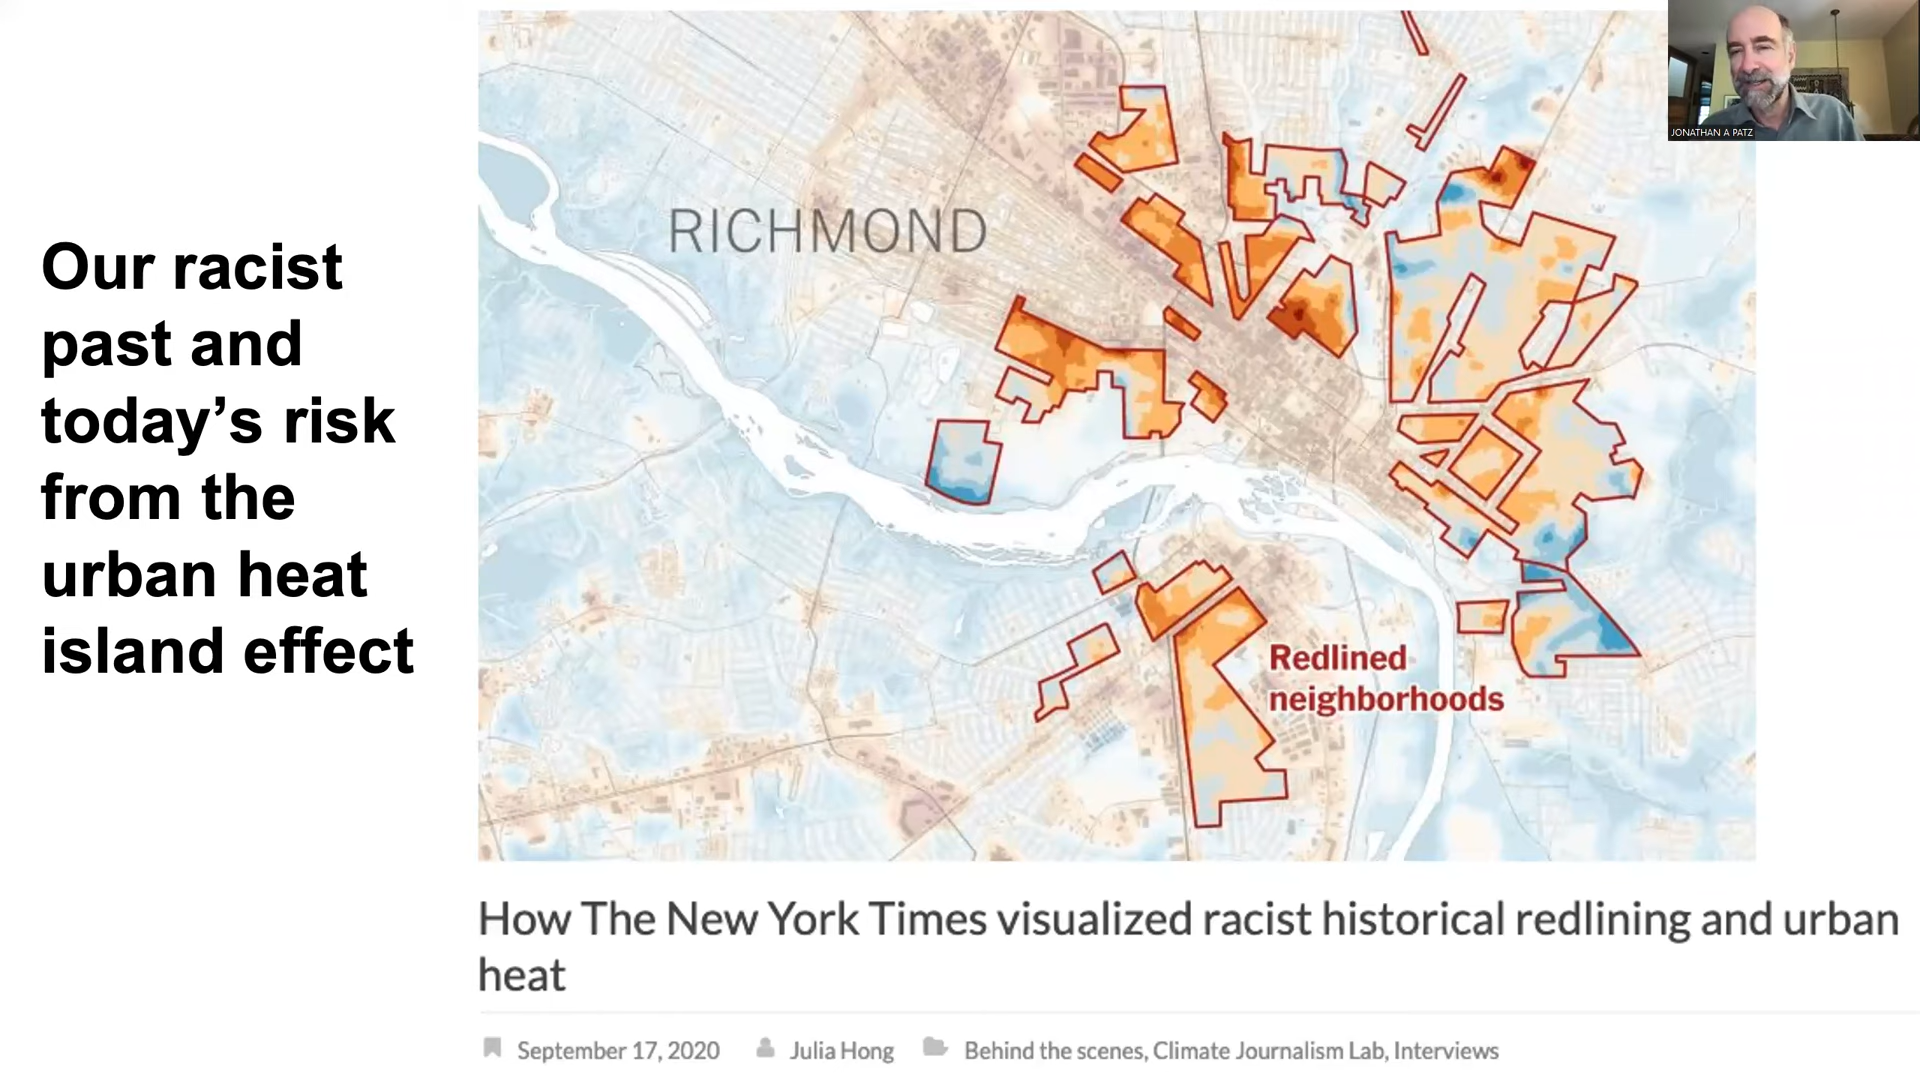 JONATHAN A PATZ
Our racist
past and
today’s risk
from the
urban heat
island effect
RICHMOND
Redlined
neighborhoods
How The New York Times visualized racist historical redlining and urban
heat
September 17, 2020 Julia Hong Behind the scenes, Climate Journalism Lab, Interviews